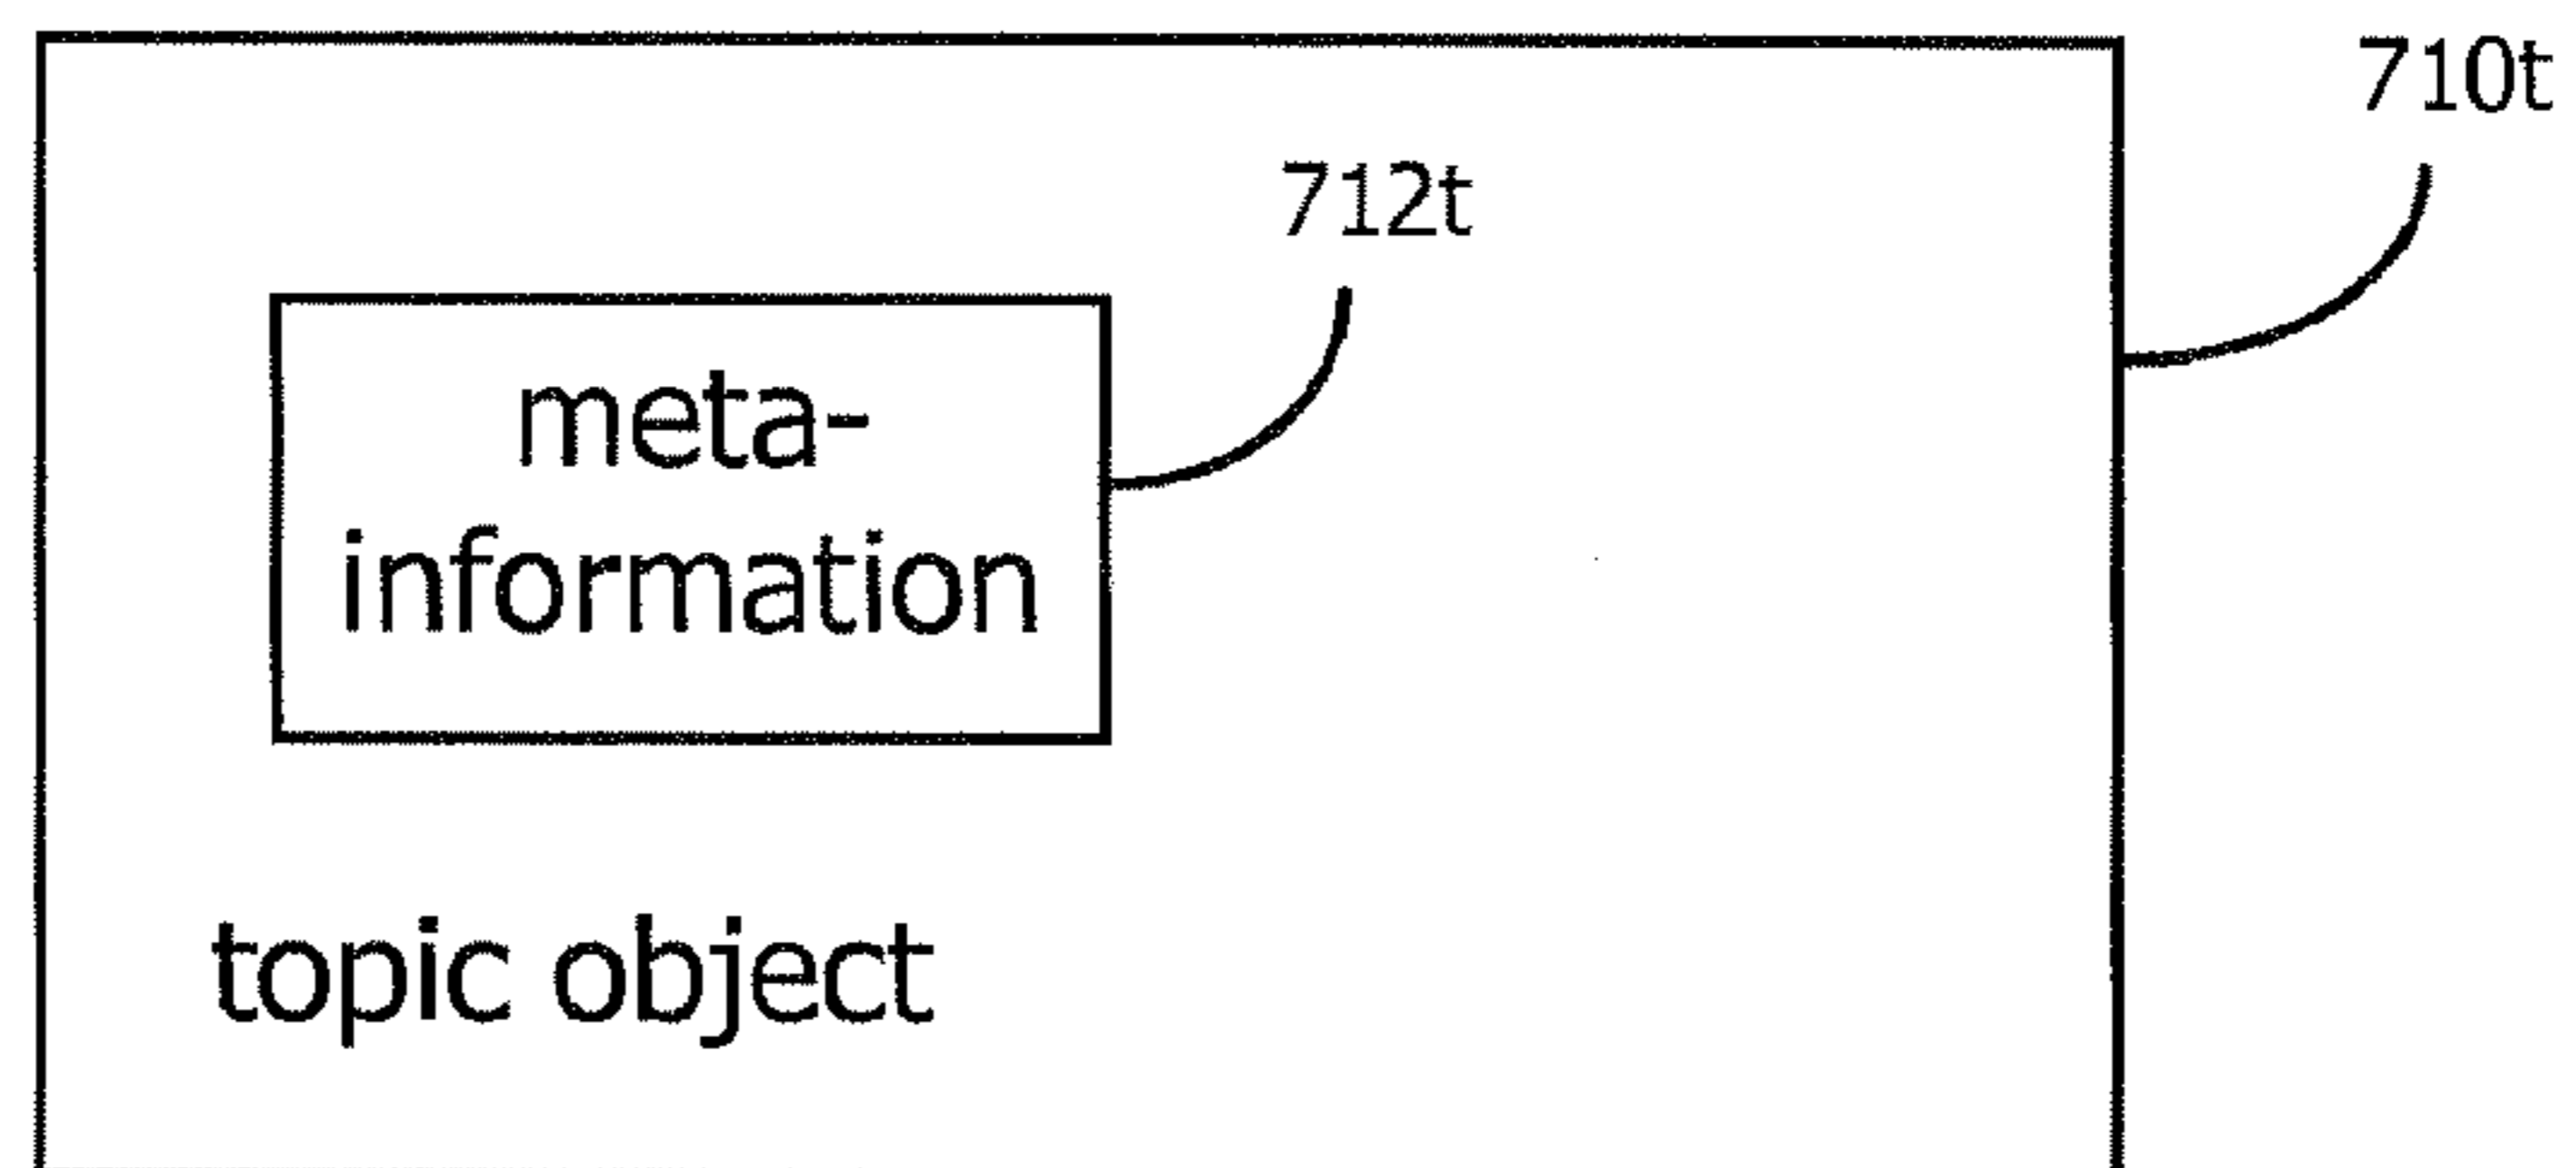 710t
712t
meta-
information
topic object